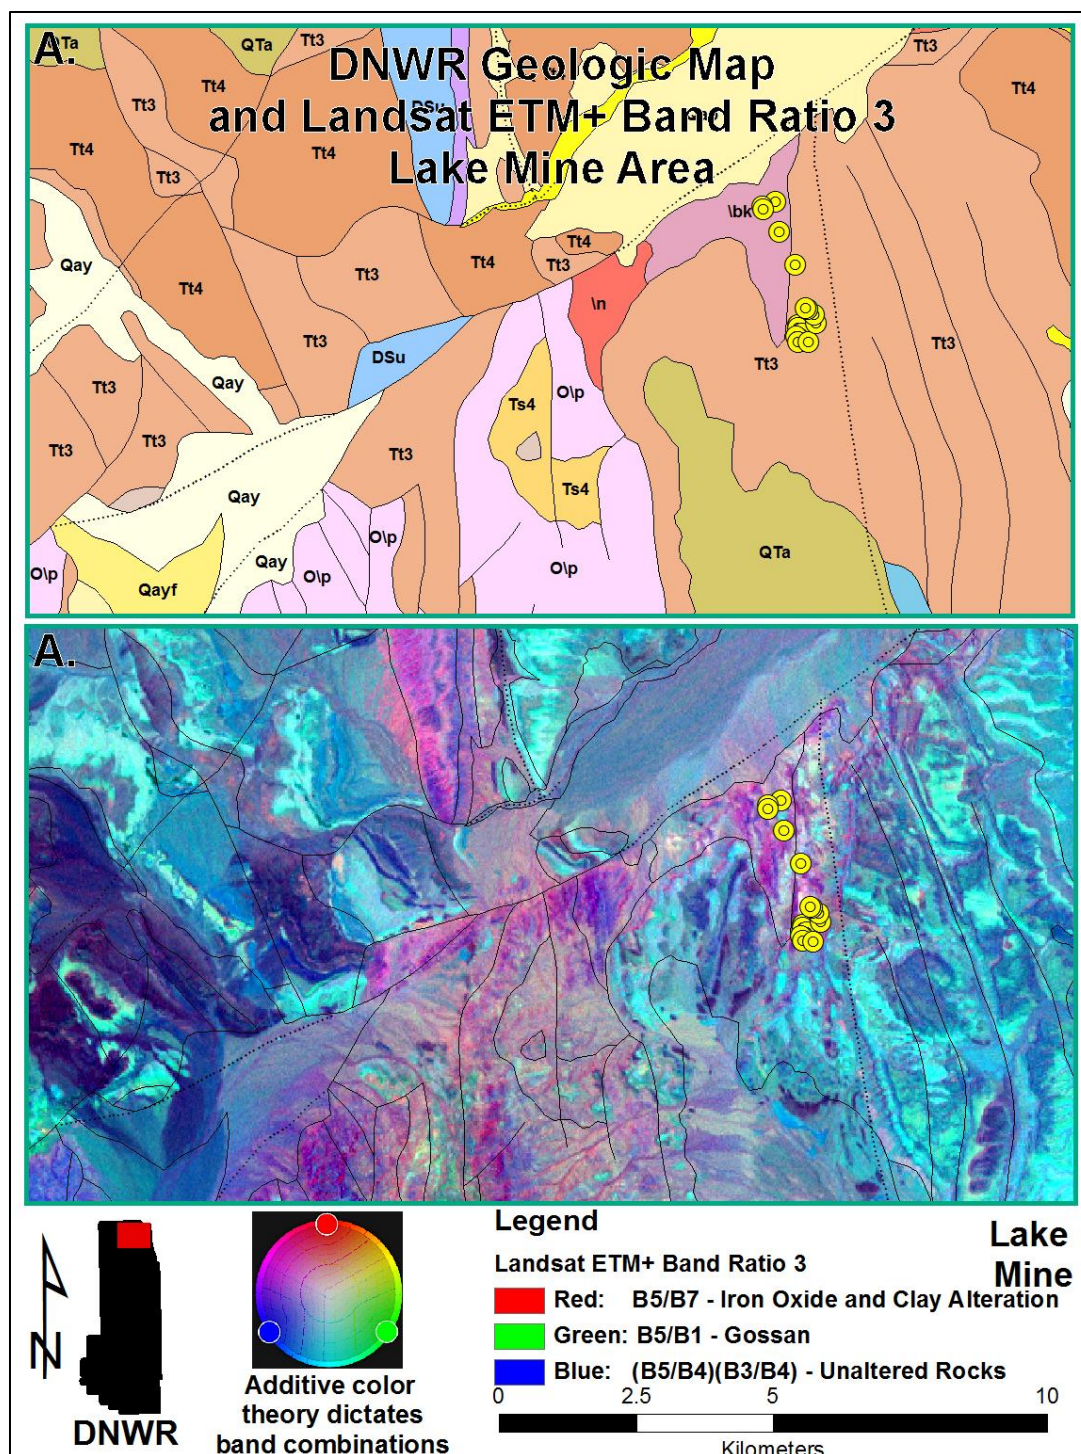 A.
DNWR Geologic Map
and Landsat ETM+ Band Ratio 3
Lake Mine Area
QTa
QTa
Tt3
Tt3
Tt4
Tt3
Tt4
DSu
Tt4
Tt4
Tt3
\bk
Qay
Tt4
Tt3
Tt4
Tt4
Tt3
\n
Tt3
DSu
Tt3
Tt3
Tt3
Qay
Ts4
O\p
Tt3
Tt3
Tt3
Ts4
Qay
O\p
QTa
O\p
Qayf
Qay
O\p
O\p
A.
N
DNWR
Additive color
theory dictates
band combinations
Legend
Landsat ETM+ Band Ratio 3
Red: B5/B7 - Iron Oxide and Clay Alteration
Green: B5/B1 - Gossan
Blue: (B5/B4)(B3/B4) - Unaltered Rocks
Lake
Mine
0 2.5 5 10
Kilometers